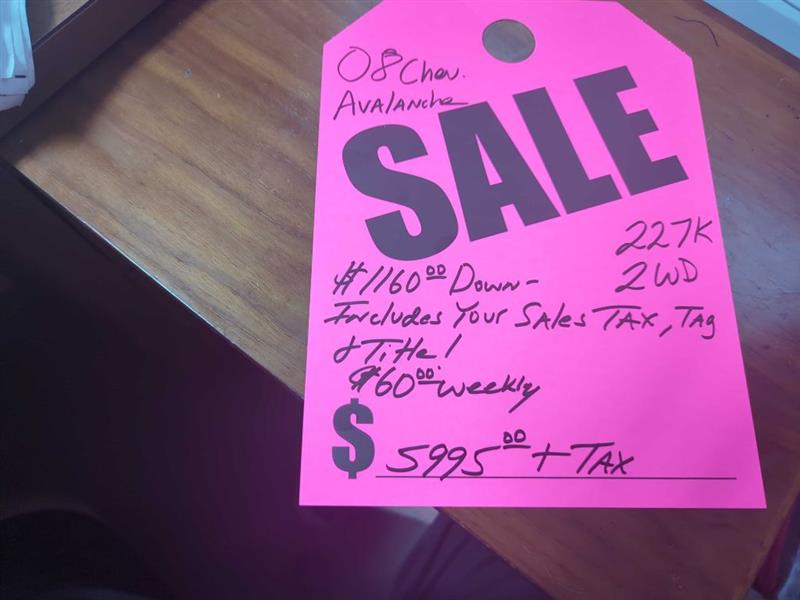 08 Chev.
AVALANCHE
SALE
227K
$1160.00 Down - 2WD
Includes Your Sales TAX, Tag
& Title!
$60.00 weekly
$ 5995.00 + TAX